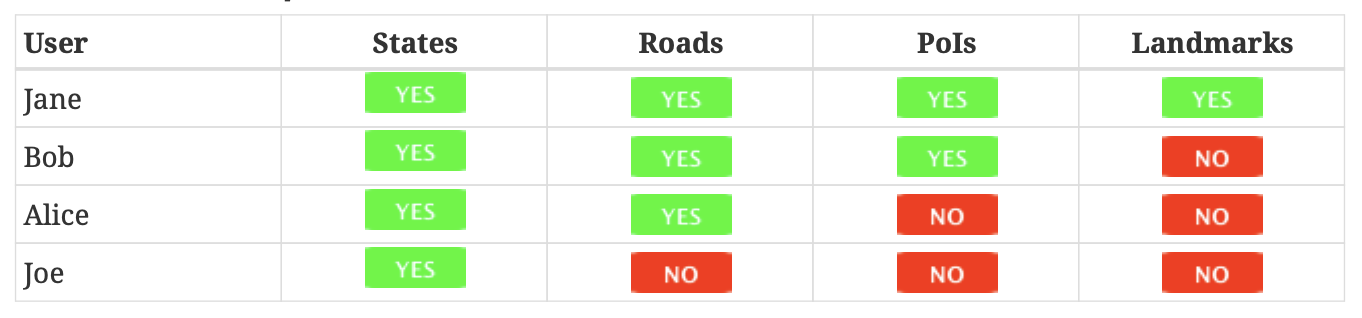 User States Roads PoIs Landmarks
Jane YES YES YES YES
Bob YES YES YES NO
Alice YES YES NO NO
Joe YES NO NO NO